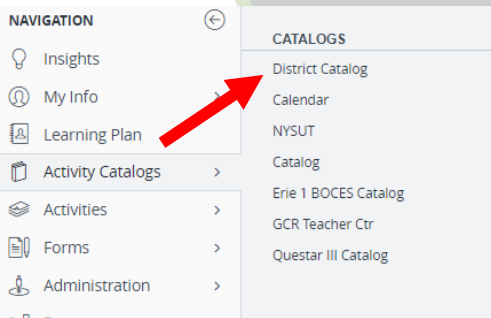 NAVIGATION
Insights
My Info
Learning Plan
Activity Catalogs
Activities
Forms
Administration
CATALOGS
District Catalog
Calendar
NYSUT
Catalog
Erie 1 BOCES Catalog
GCR Teacher Ctr
Questar III Catalog